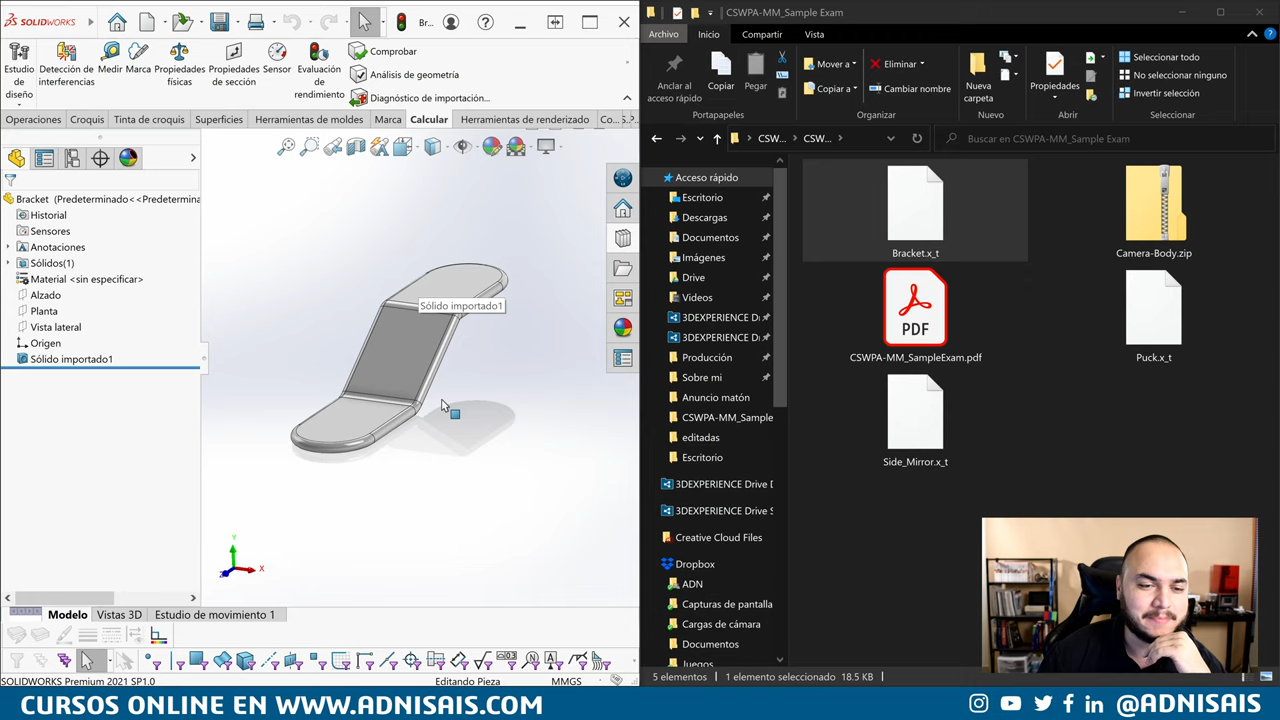 SOLIDWORKS
Br...
Estudio de diseño
Detección de interferencias
Medir
Marca
Propiedades físicas
Propiedades de sección
Sensor
Evaluación de rendimiento
Comprobar
Análisis de geometría
Diagnóstico de importación...
Operaciones
Croquis
Tinta de croquis
Superficies
Herramientas de moldes
Marca
Calcular
Herramientas de renderizado
Co...
Bracket (Predeterminado<<Predetermina
Historial
Sensores
Anotaciones
Sólidos(1)
Material <sin especificar>
Alzado
Planta
Vista lateral
Origen
Sólido importado1
Sólido importado1
Y
X
Z
Modelo
Vistas 3D
Estudio de movimiento 1
SOLIDWORKS Premium 2021 SP1.0
Editando Pieza
MMGS
CSWPA-MM_Sample Exam
Archivo
Inicio
Compartir
Vista
Anclar al acceso rápido
Copiar
Pegar
Mover a
Copiar a
Eliminar
Cambiar nombre
Nueva carpeta
Propiedades
Seleccionar todo
No seleccionar ninguno
Invertir selección
Portapapeles
Organizar
Nuevo
Abrir
Seleccionar
CSW...
CSW...
Buscar en CSWPA-MM_Sample Exam
Acceso rápido
Escritorio
Descargas
Documentos
Imágenes
Drive
Videos
3DEXPERIENCE Dr
3DEXPERIENCE Dr
Producción
Sobre mi
Anuncio matón
CSWPA-MM_Sample
editadas
Escritorio
3DEXPERIENCE Drive D
3DEXPERIENCE Drive S
Creative Cloud Files
Dropbox
ADN
Capturas de pantalla
Cargas de cámara
Documentos
Juegos
Bracket.x_t
Camera-Body.zip
PDF
CSWPA-MM_SampleExam.pdf
Puck.x_t
Side_Mirror.x_t
5 elementos
1 elemento seleccionado 18.5 KB
CURSOS ONLINE EN WWW.ADNISAIS.COM
@ADNISAIS